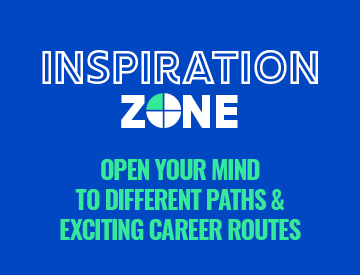 INSPIRATION
ZONE
OPEN YOUR MIND
TO DIFFERENT PATHS &
EXCITING CAREER ROUTES